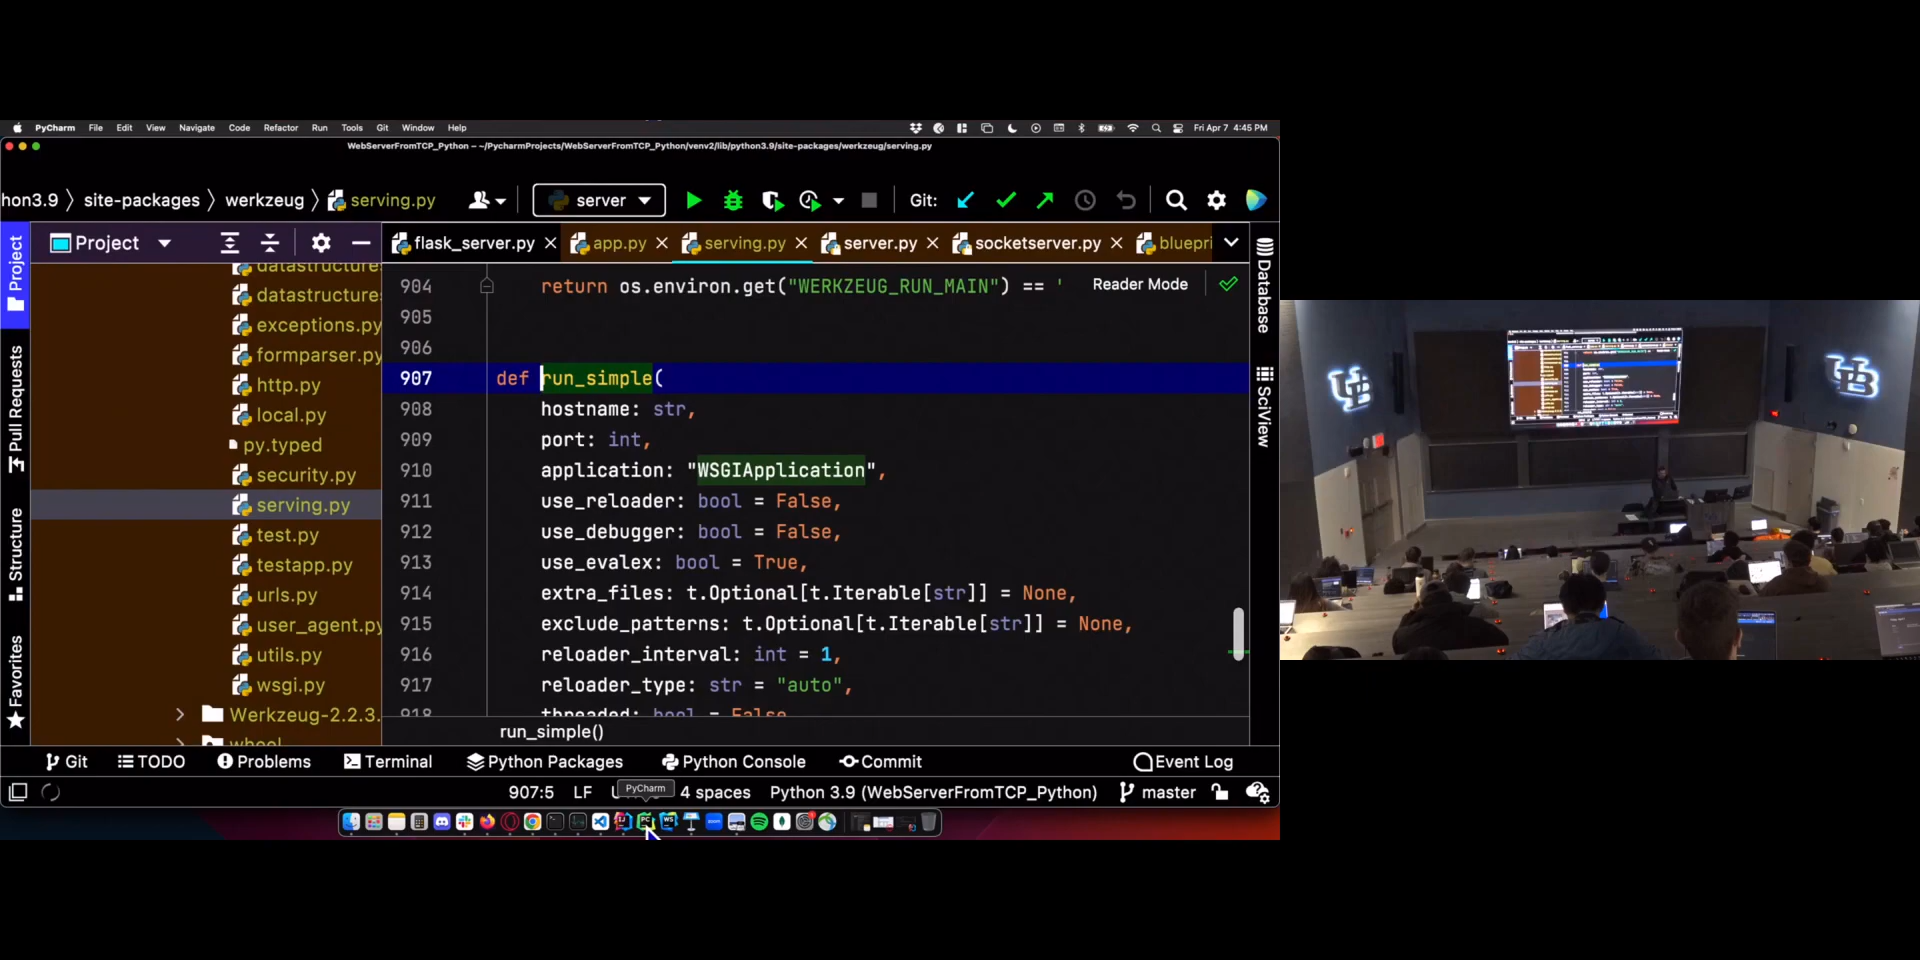 PyCharm File Edit View Navigate Code Refactor Run Tools Git Window Help Fri Apr 7 4:45 PM
WebServerFromTCP_Python – ~/PycharmProjects/WebServerFromTCP_Python/venv2/lib/python3.9/site-packages/werkzeug/serving.py
hon3.9 〉 site-packages 〉 werkzeug 〉 serving.py server Git:
Project flask_server.py app.py serving.py server.py socketserver.py bluepri
Project
Pull Requests
Structure
Favorites
datastructure
datastructure
exceptions.py
formparser.py
http.py
local.py
py.typed
security.py
serving.py
test.py
testapp.py
urls.py
user_agent.py
utils.py
wsgi.py
Werkzeug-2.2.3.
wheel
904 return os.environ.get("WERKZEUG_RUN_MAIN") == ' Reader Mode
905
906
907 def run_simple(
908 hostname: str,
909 port: int,
910 application: "WSGIApplication",
911 use_reloader: bool = False,
912 use_debugger: bool = False,
913 use_evalex: bool = True,
914 extra_files: t.Optional[t.Iterable[str]] = None,
915 exclude_patterns: t.Optional[t.Iterable[str]] = None,
916 reloader_interval: int = 1,
917 reloader_type: str = "auto",
918 threaded: bool = False
run_simple()
Database
SciView
Git TODO Problems Terminal Python Packages Python Console Commit Event Log
PyCharm
907:5 LF 4 spaces Python 3.9 (WebServerFromTCP_Python) master
UB
UB